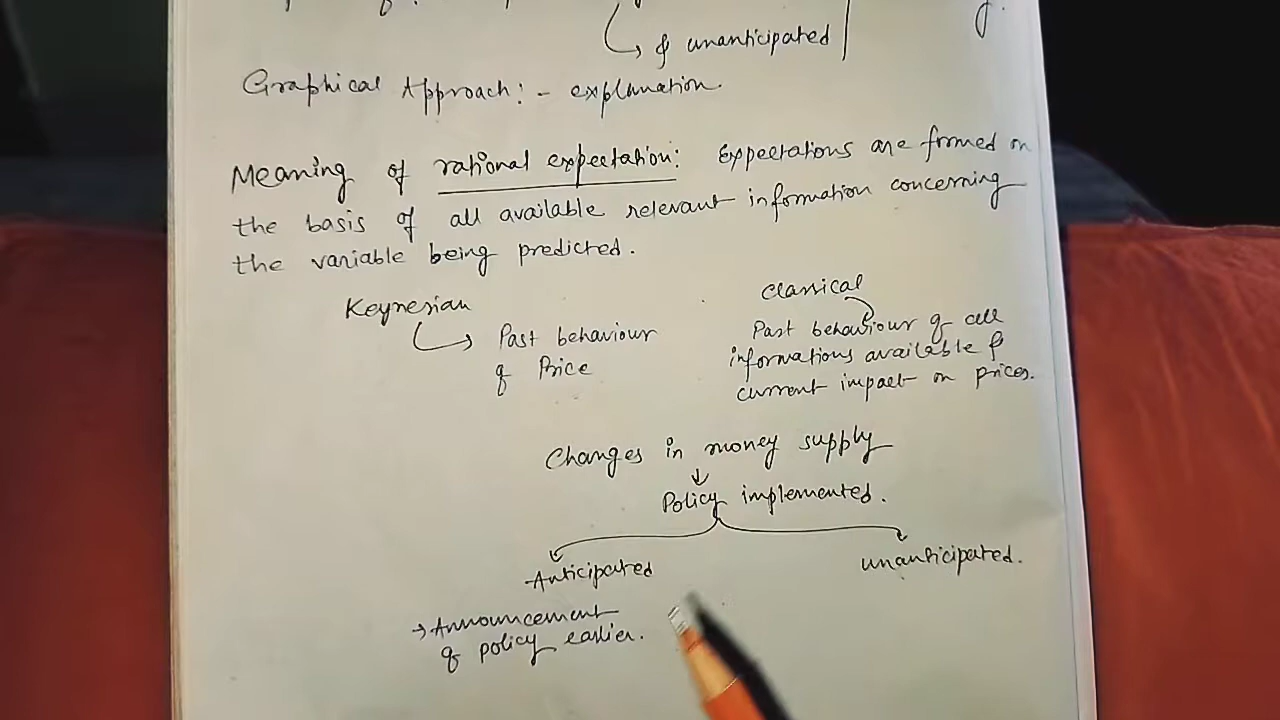 & unanticipated
Graphical Approach:- explanation.
Meaning of rational expectation: Expectations are formed on
the basis of all available relevant information concerning
the variable being predicted.
Keynesian
Past behaviour
of Price
Classical
Past behaviour of all
informations available &
current impact on prices.
Changes in money supply
Policy implemented.
Anticipated
unanticipated.
→ Announcement
of policy earlier.